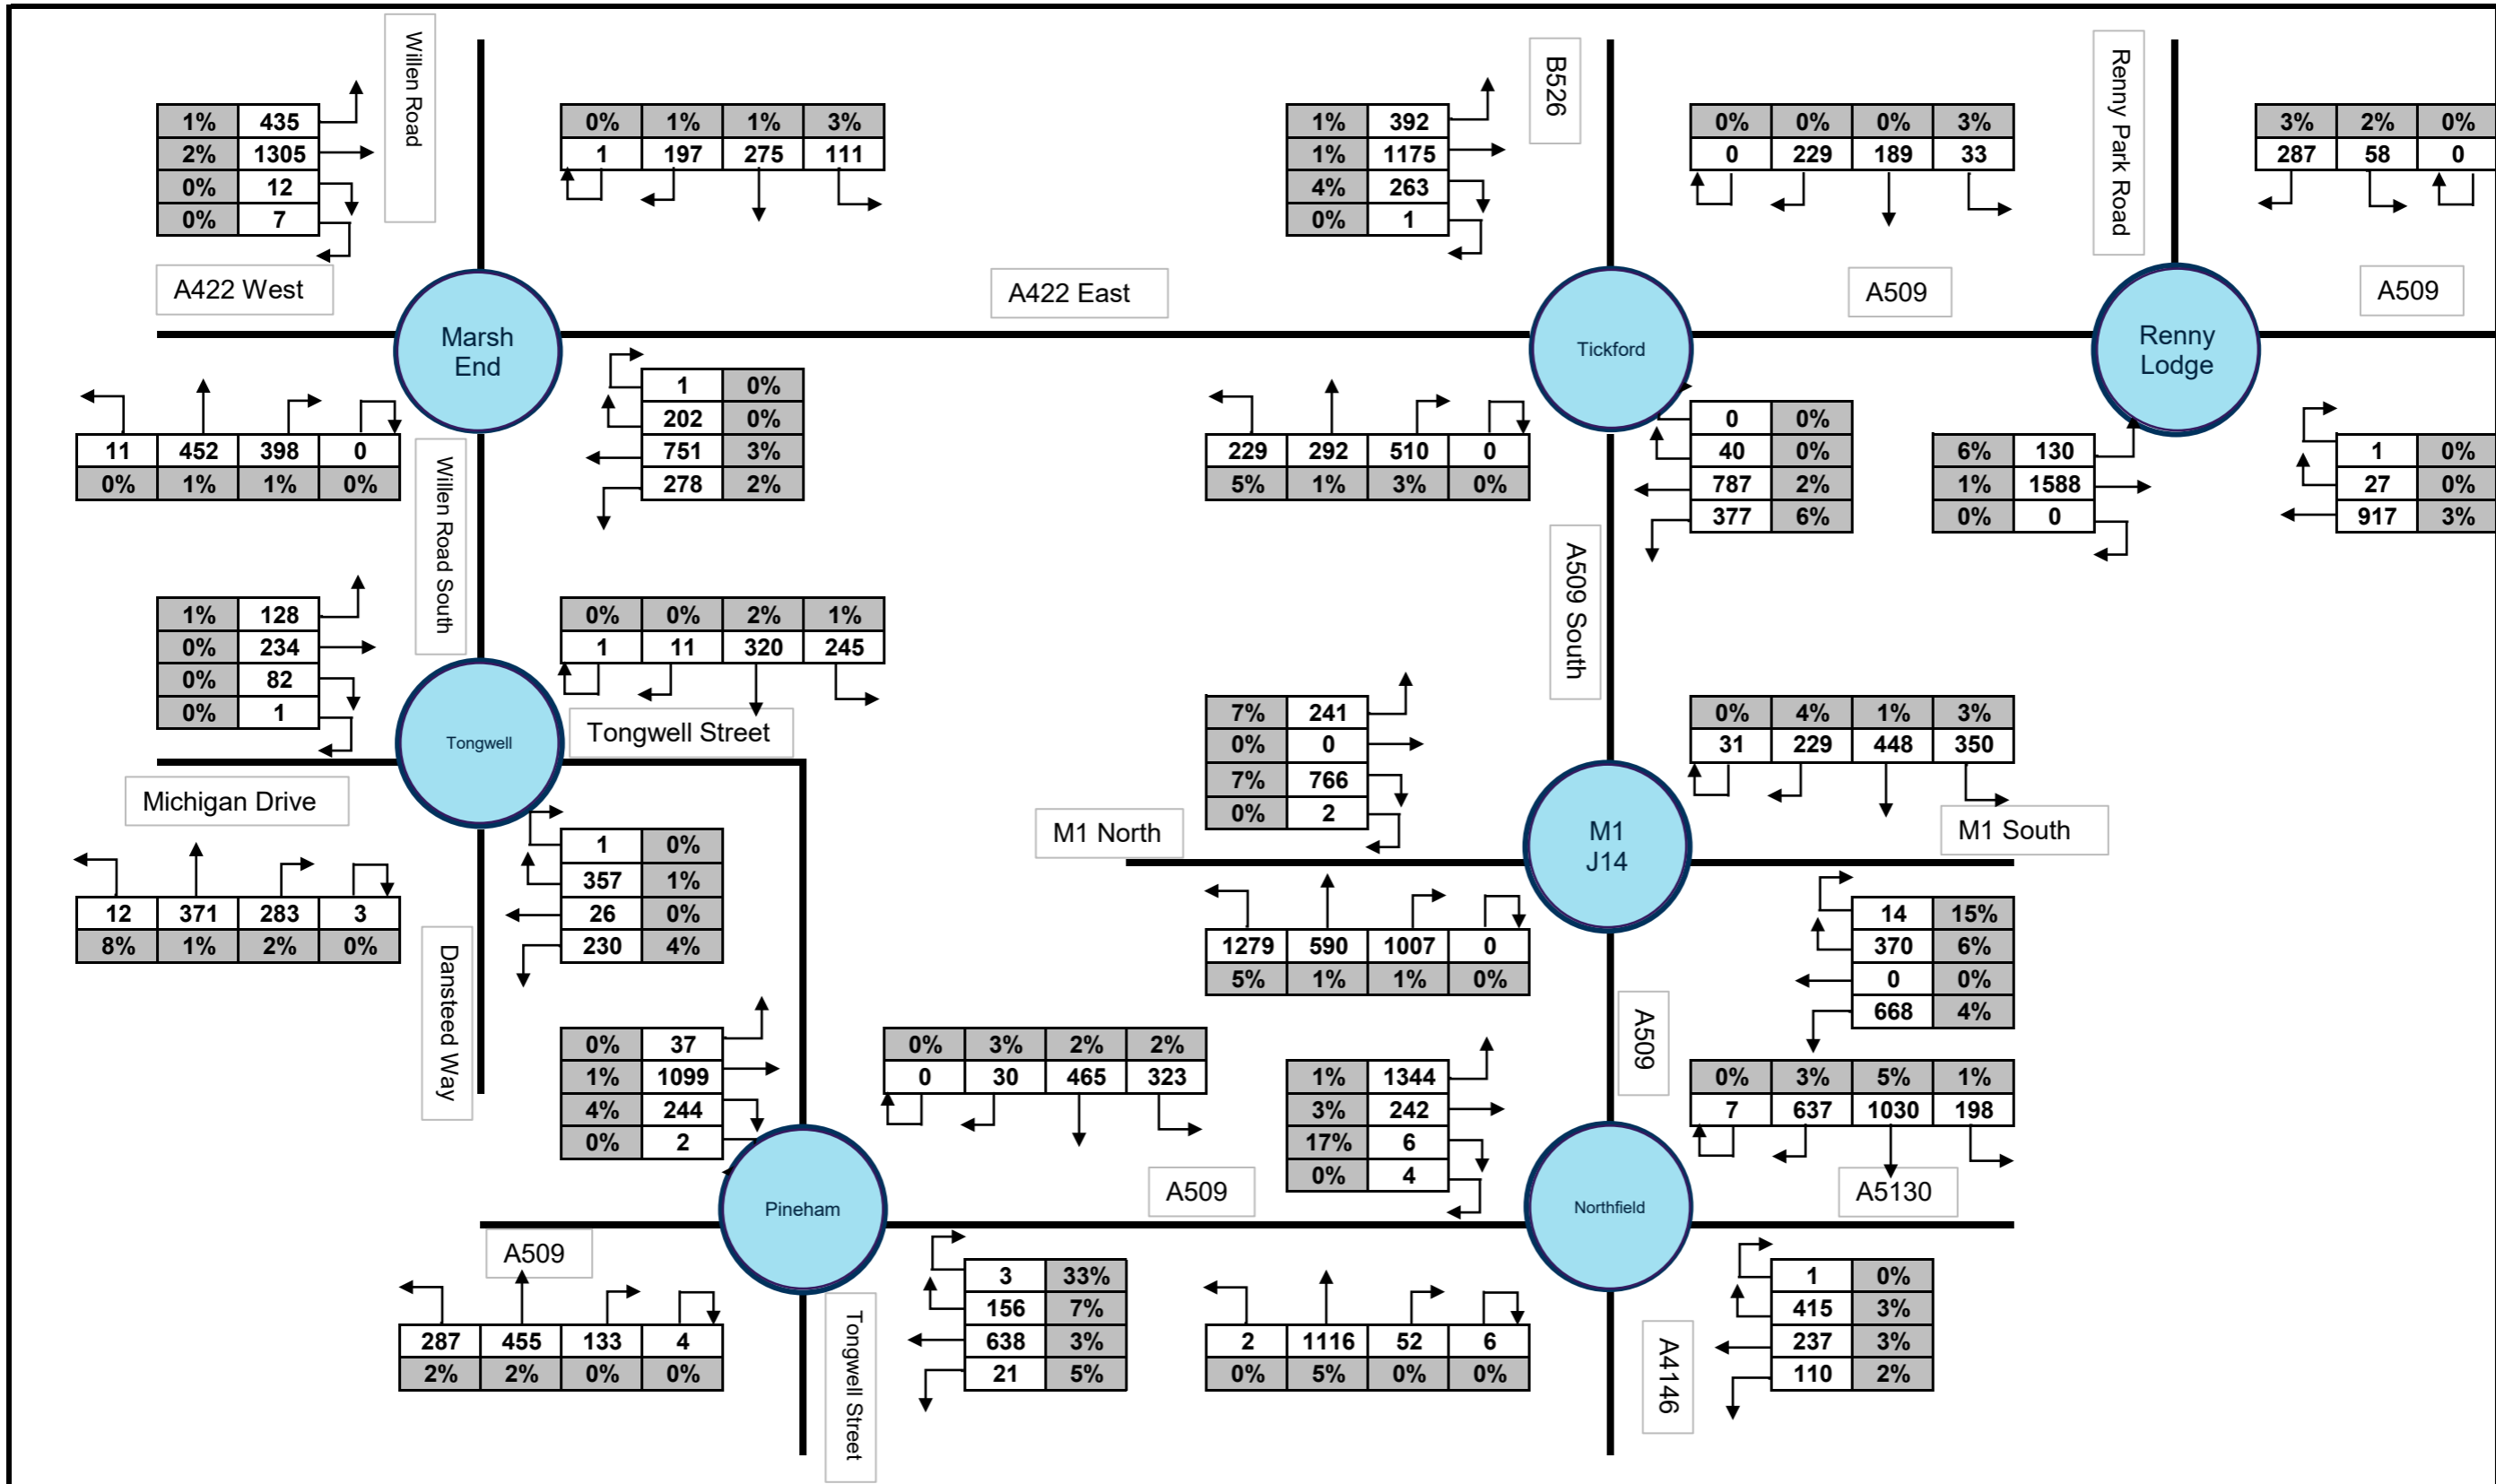 Willen Road
B526
Renny Park Road
1% 435
2% 1305
0% 12
0% 7
0% 1% 1% 3%
1 197 275 111
1% 392
1% 1175
4% 263
0% 1
0% 0% 0% 3%
0 229 189 33
3% 2% 0%
287 58 0
A422 West
A422 East
A509
A509
Marsh
End
Tickford
Renny
Lodge
11 452 398 0
0% 1% 1% 0%
Willen Road South
1 0%
202 0%
751 3%
278 2%
229 292 510 0
5% 1% 3% 0%
0 0%
40 0%
787 2%
377 6%
6% 130
1% 1588
0% 0
1 0%
27 0%
917 3%
A509 South
1% 128
0% 234
0% 82
0% 1
0% 0% 2% 1%
1 11 320 245
Tongwell
Tongwell Street
Michigan Drive
7% 241
0% 0
7% 766
0% 2
0% 4% 1% 3%
31 229 448 350
M1 North
M1
J14
M1 South
12 371 283 3
8% 1% 2% 0%
Dansteed Way
1 0%
357 1%
26 0%
230 4%
1279 590 1007 0
5% 1% 1% 0%
14 15%
370 6%
0 0%
668 4%
A509
0% 37
1% 1099
4% 244
0% 2
0% 3% 2% 2%
0 30 465 323
1% 1344
3% 242
17% 6
0% 4
0% 3% 5% 1%
7 637 1030 198
A509
A5130
Pineham
Northfield
A509
287 455 133 4
2% 2% 0% 0%
Tongwell Street
3 33%
156 7%
638 3%
21 5%
2 1116 52 6
0% 5% 0% 0%
A4146
1 0%
415 3%
237 3%
110 2%